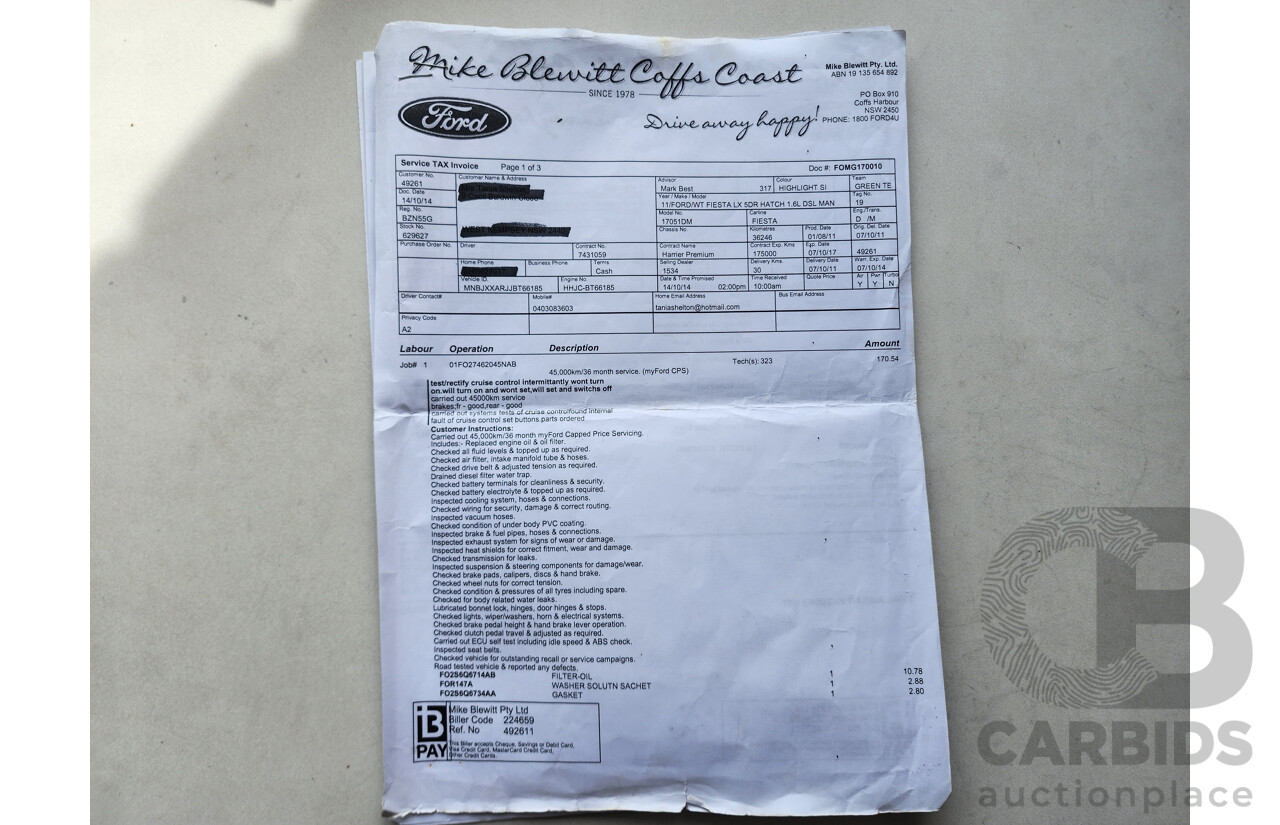 Mike Blewitt Coffs Coast
SINCE 1978
Ford
Drive away happy!
Mike Blewitt Pty. Ltd.
ABN 19 135 654 892
PO Box 910
Coffs Harbour
NSW 2450
PHONE: 1800 FORD4U
Service TAX Invoice Page 1 of 3 Doc #: FOMG170010
Customer No. Customer Name & Address Advisor Colour Team
49261 Mark Best 317 HIGHLIGHT SI GREEN TE
Doc. Date Year / Make / Model Tag No.
14/10/14 11/FORD/WT FIESTA LX 5DR HATCH 1.6L DSL MAN 19
Reg. No. Model No. Carline Eng./Trans.
BZN55G 17051DM FIESTA D /M
Stock No. Chassis No. Kilometres Prod. Date Orig. Del. Date
629627 36246 01/08/11 07/10/11
Purchase Order No. Driver Contract No. Contract Name Contract Exp. Kms Exp. Date
7431059 Harrier Premium 175000 07/10/17 49261
Home Phone Business Phone Terms Selling Dealer Delivery Kms. Delivery Date Warr. Exp. Date
Cash 1534 30 07/10/11 07/10/14
Vehicle ID. Engine No. Date & Time Promised Time Received Quote Price Air Pwr Turbo
MNBJXXARJJBT66185 HHJC-BT66185 14/10/14 02:00pm 10:00am Y Y N
Driver Contact# Mobile# Home Email Address Bus Email Address
0403083603 taniashelton@hotmail.com
Privacy Code
A2
Labour Operation Description Amount
Job# 1 01FO27462045NAB Tech(s): 323 170.54
45,000km/36 month service. (myFord CPS)
test/rectify cruise control intermittantly wont turn
on.will turn on and wont set,will set and switchs off
carried out 45000km service
brakes;fr - good,rear - good
carried out systems tests of cruise controlfound internal
fault of cruise control set buttons parts ordered
Customer Instructions:
Carried out 45,000km/36 month myFord Capped Price Servicing.
Includes:- Replaced engine oil & oil filter.
Checked all fluid levels & topped up as required.
Checked air filter, intake manifold tube & hoses.
Checked drive belt & adjusted tension as required.
Drained diesel filter water trap.
Checked battery terminals for cleanliness & security.
Checked battery electrolyte & topped up as required.
Inspected cooling system, hoses & connections.
Checked wiring for security, damage & correct routing.
Inspected vacuum hoses.
Checked condition of under body PVC coating.
Inspected brake & fuel pipes, hoses & connections.
Inspected exhaust system for signs of wear or damage.
Inspected heat shields for correct fitment, wear and damage.
Checked transmission for leaks.
Inspected suspension & steering components for damage/wear.
Checked brake pads, calipers, discs & hand brake.
Checked wheel nuts for correct tension.
Checked condition & pressures of all tyres including spare.
Checked for body related water leaks.
Lubricated bonnet lock, hinges, door hinges & stops.
Checked lights, wiper/washers, horn & electrical systems.
Checked brake pedal height & hand brake lever operation.
Checked clutch pedal travel & adjusted as required.
Carried out ECU self test including idle speed & ABS check.
Inspected seat belts.
Checked vehicle for outstanding recall or service campaigns.
Road tested vehicle & reported any defects.
FO2S6Q6714AB FILTER-OIL 1 10.78
FOR147A WASHER SOLUTN SACHET 1 2.88
FO2S6Q6734AA GASKET 1 2.80
B PAY
Mike Blewitt Pty Ltd
Biller Code 224659
Ref. No 492611
This Biller accepts Cheque, Savings or Debit Card,
Visa Credit Card, MasterCard Credit Card,
Other Credit Cards.
CARBIDS
auctionplace